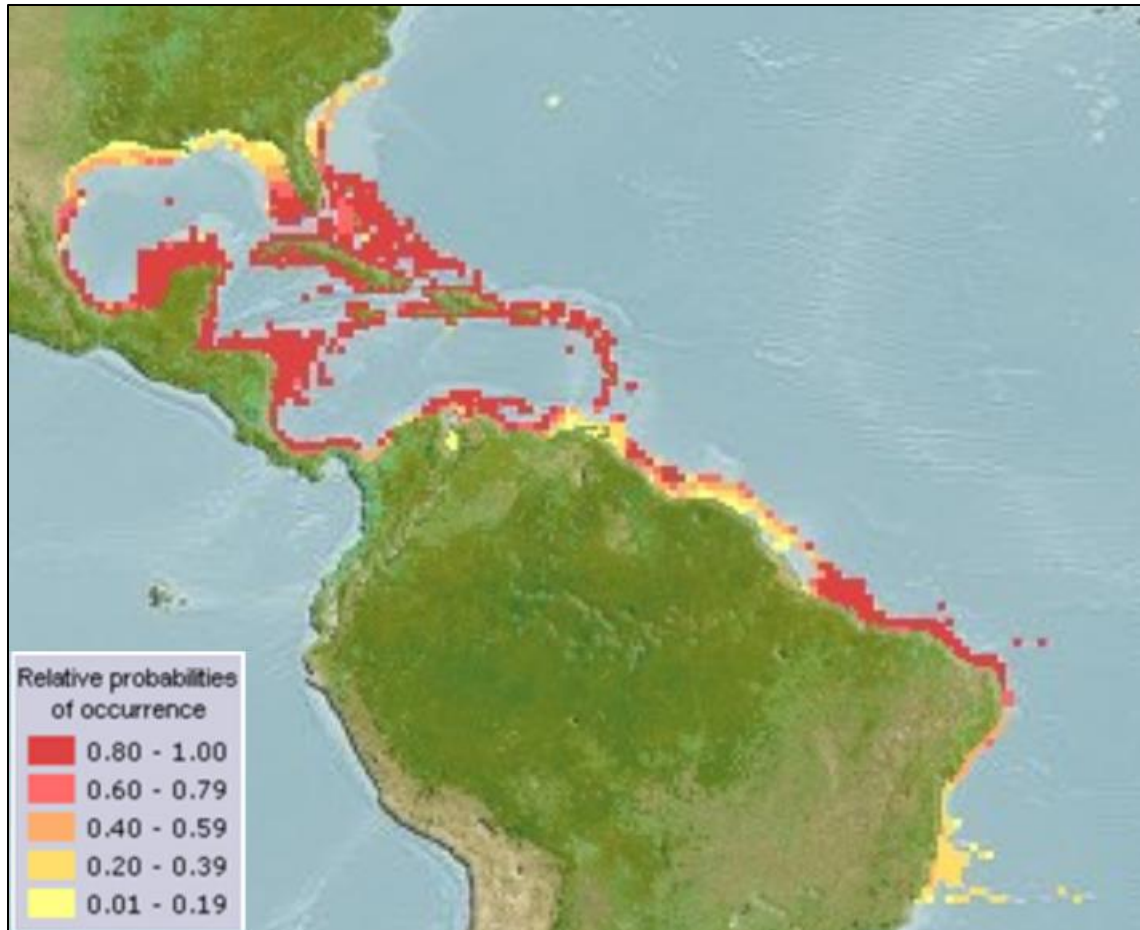 Relative probabilities
of occurrence
0.80 - 1.00
0.60 - 0.79
0.40 - 0.59
0.20 - 0.39
0.01 - 0.19